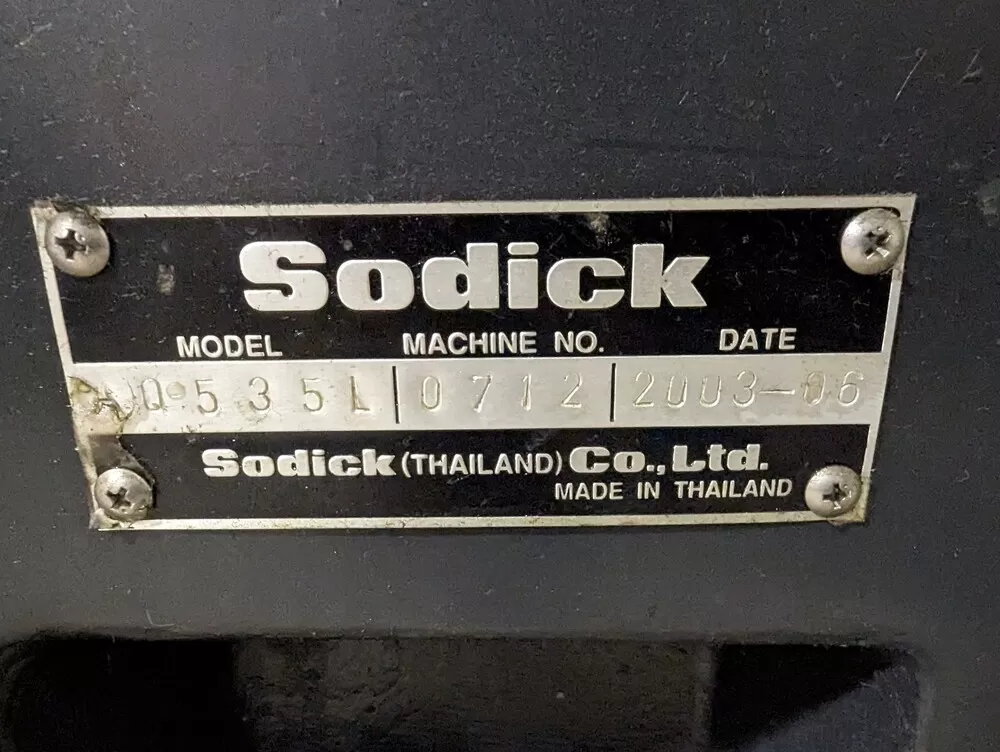 Sodick
MODEL MACHINE NO. DATE
AQ535L 0712 2003-06
Sodick (THAILAND) Co., Ltd.
MADE IN THAILAND